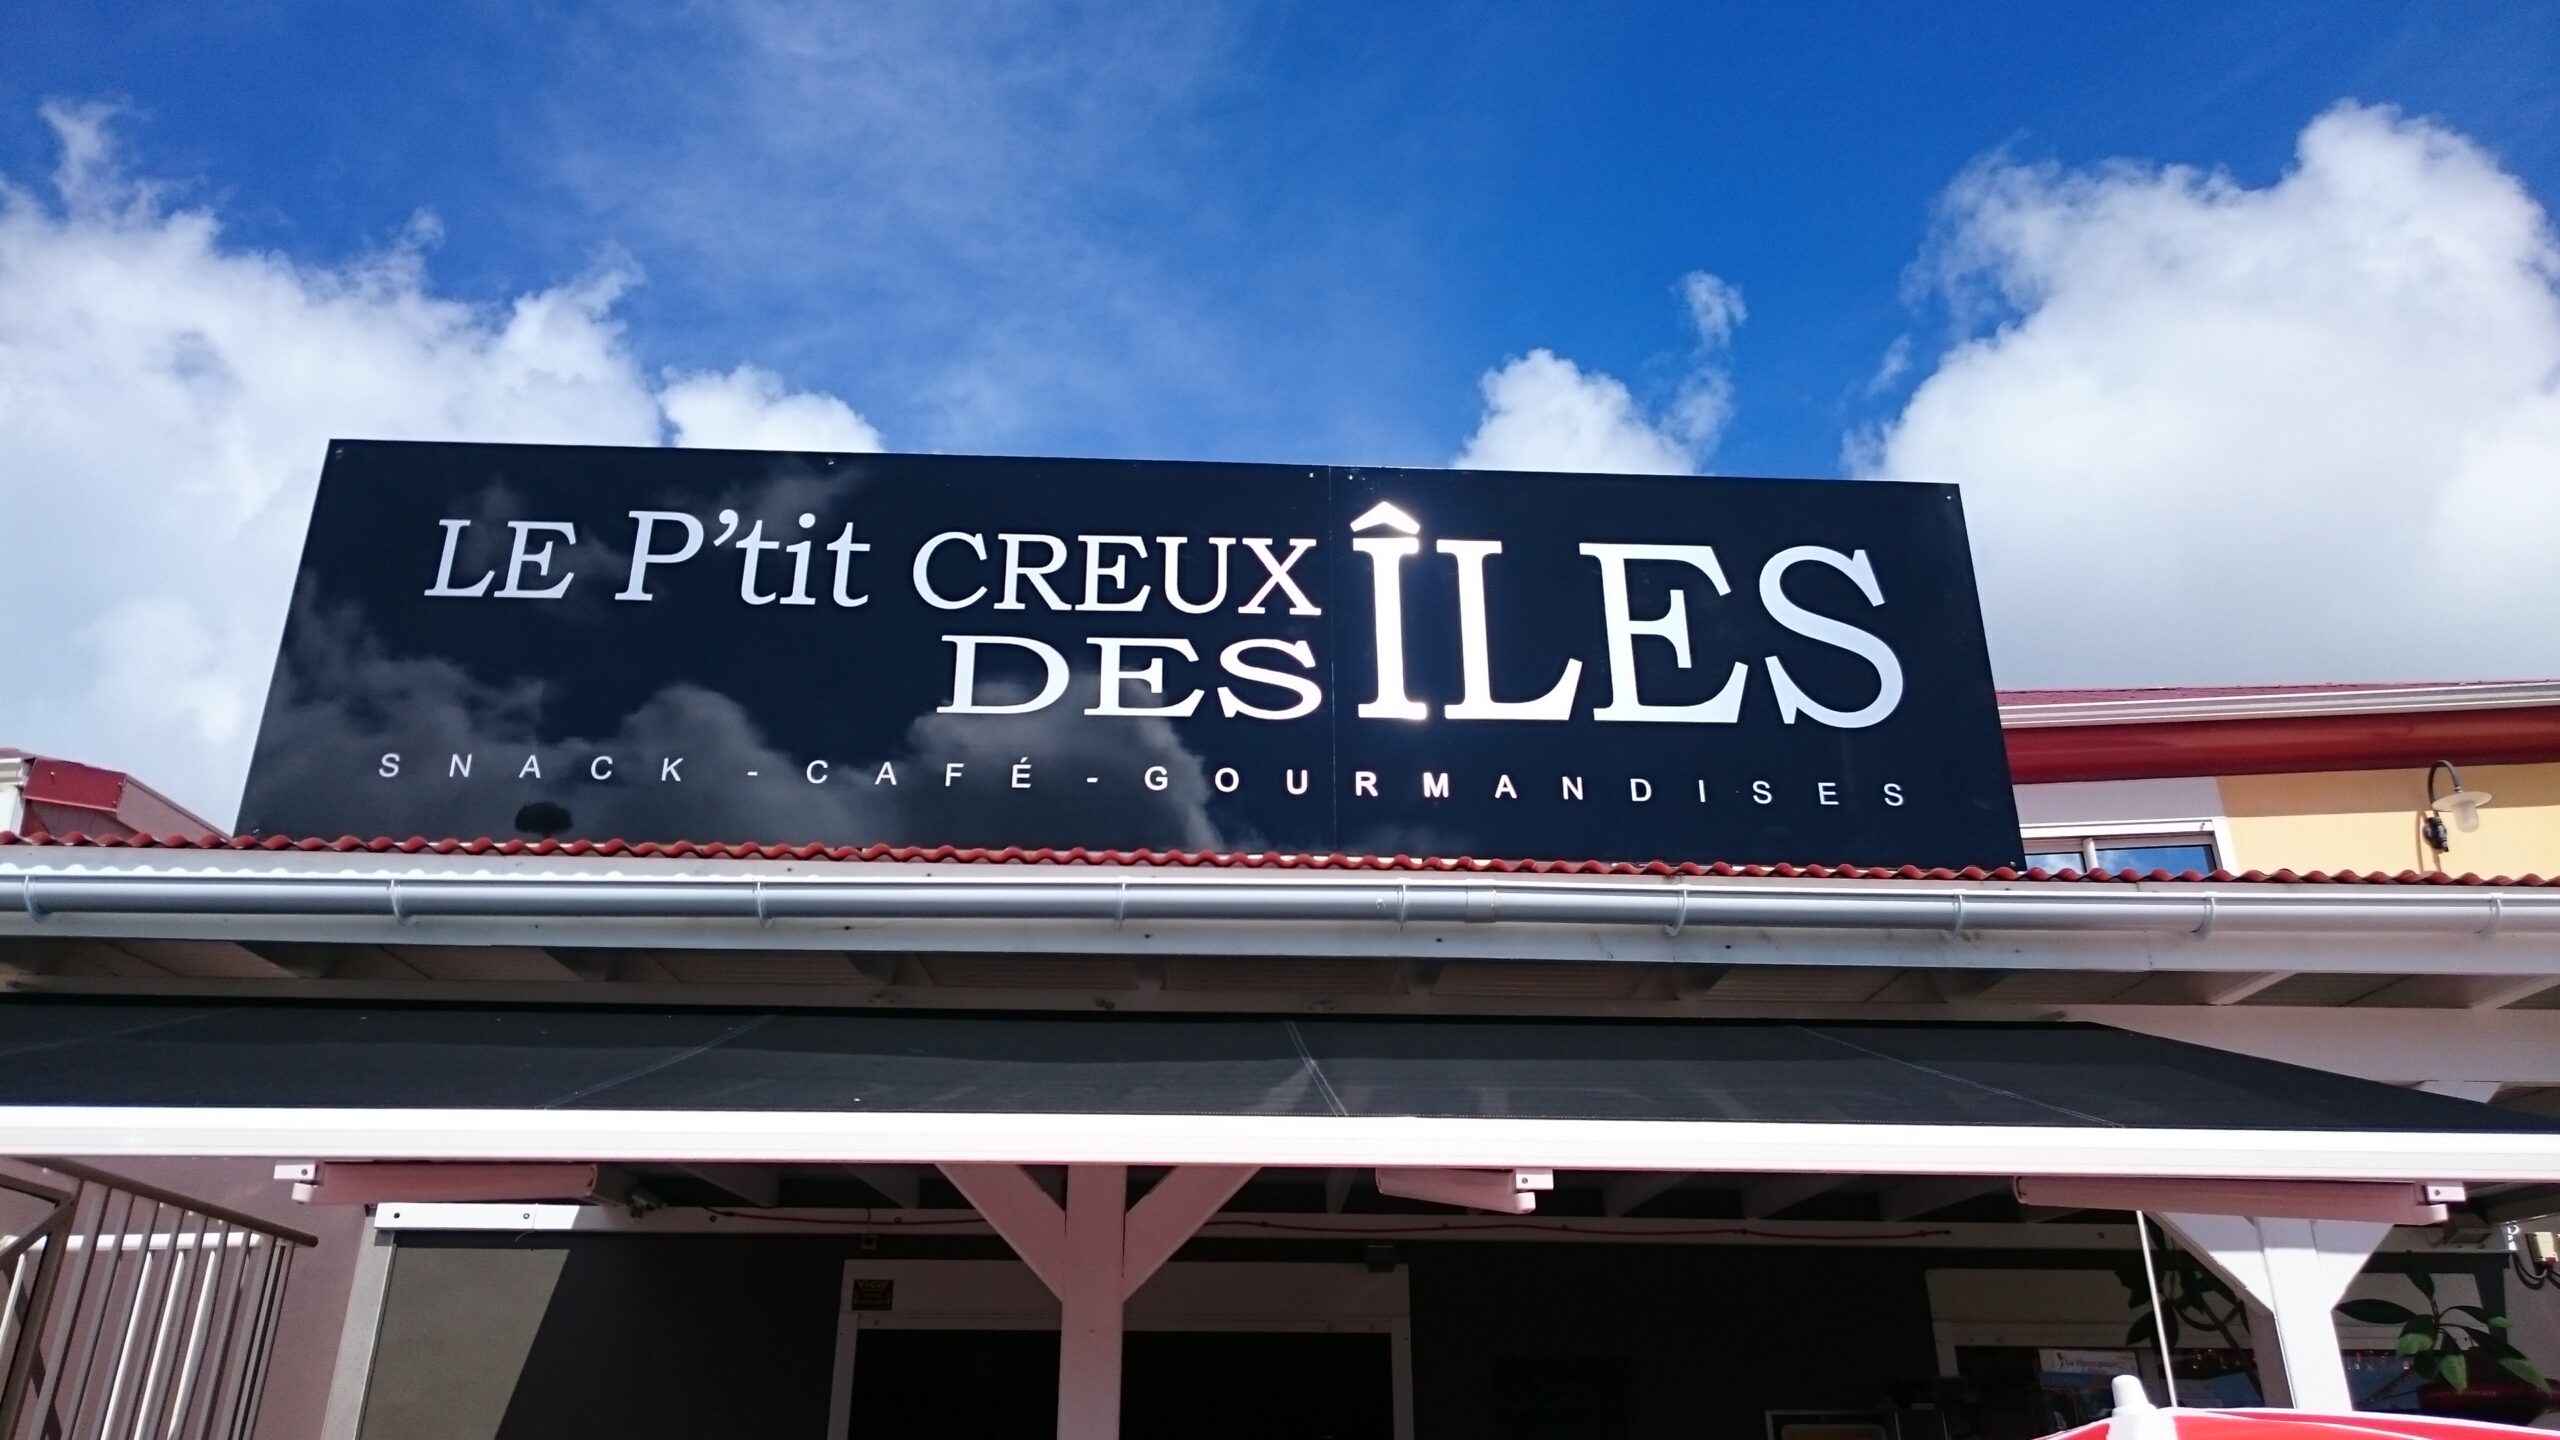 LE P'tit CREUX
DES ÎLES
SNACK - CAFÉ - GOURMANDISES